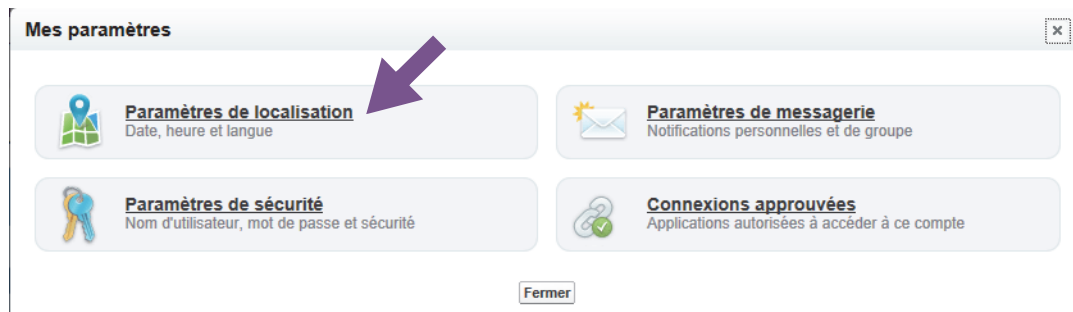 Mes paramètres
Paramètres de localisation
Date, heure et langue
Paramètres de messagerie
Notifications personnelles et de groupe
Paramètres de sécurité
Nom d'utilisateur, mot de passe et sécurité
Connexions approuvées
Applications autorisées à accéder à ce compte
Fermer